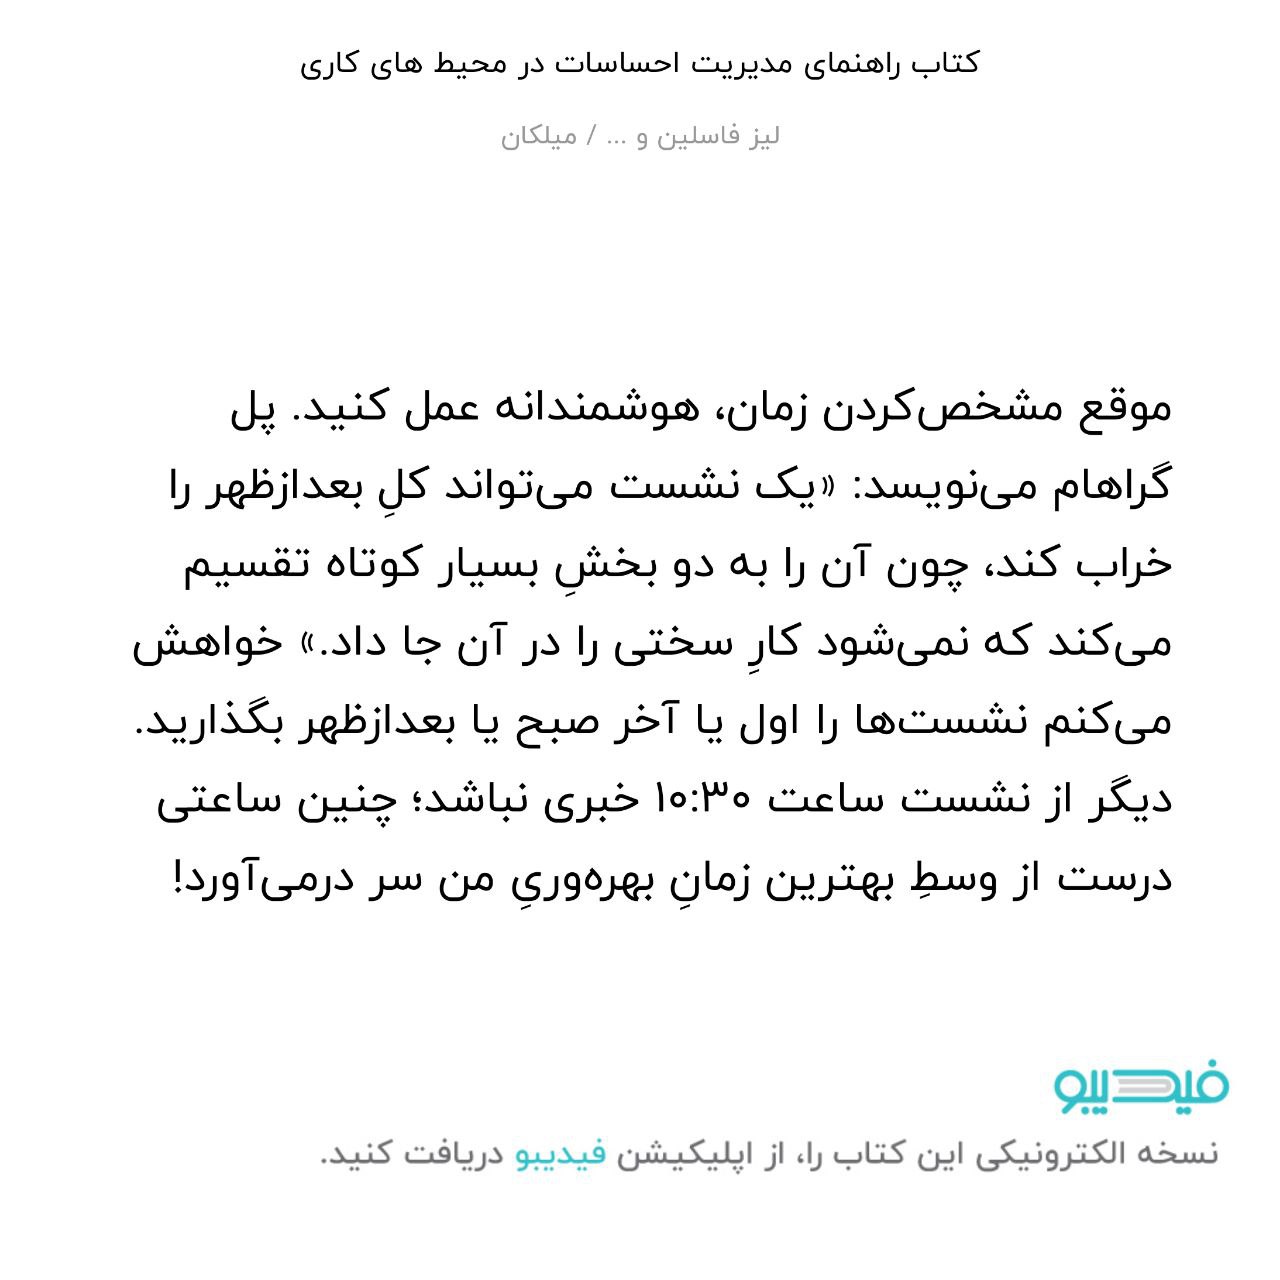 کتاب راهنمای مدیریت احساسات در محیط های کاری
لیز فاسلین و ... / میلکان
موقع مشخص‌کردن زمان، هوشمندانه عمل کنید. پل
گراهام می‌نویسد: «یک نشست می‌تواند کلِ بعدازظهر را
خراب کند، چون آن را به دو بخشِ بسیار کوتاه تقسیم
می‌کند که نمی‌شود کارِ سختی را در آن جا داد.» خواهش
می‌کنم نشست‌ها را اول یا آخر صبح یا بعدازظهر بگذارید.
دیگر از نشست ساعت ۱۰:۳۰ خبری نباشد؛ چنین ساعتی
درست از وسطِ بهترین زمانِ بهره‌وریِ من سر درمی‌آورد!
فیدیبو
نسخه الکترونیکی این کتاب را، از اپلیکیشن فیدیبو دریافت کنید.